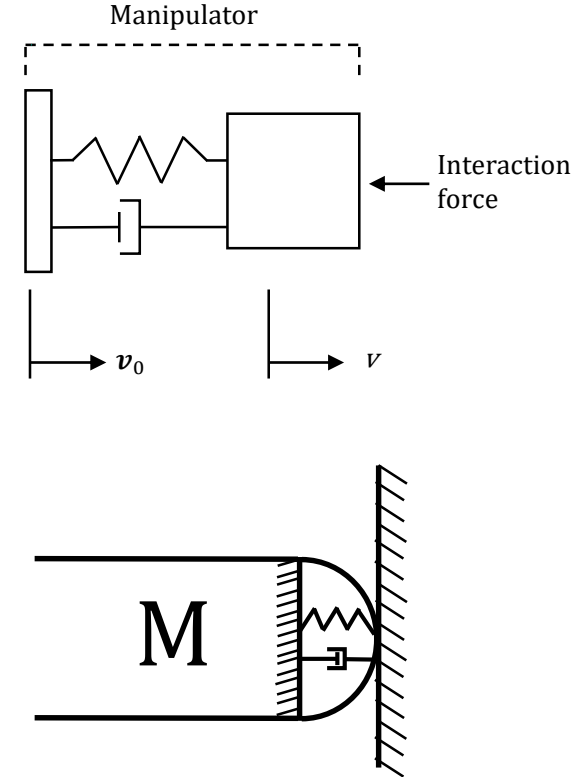 Manipulator
Interaction
force
𝒗₀
v
M